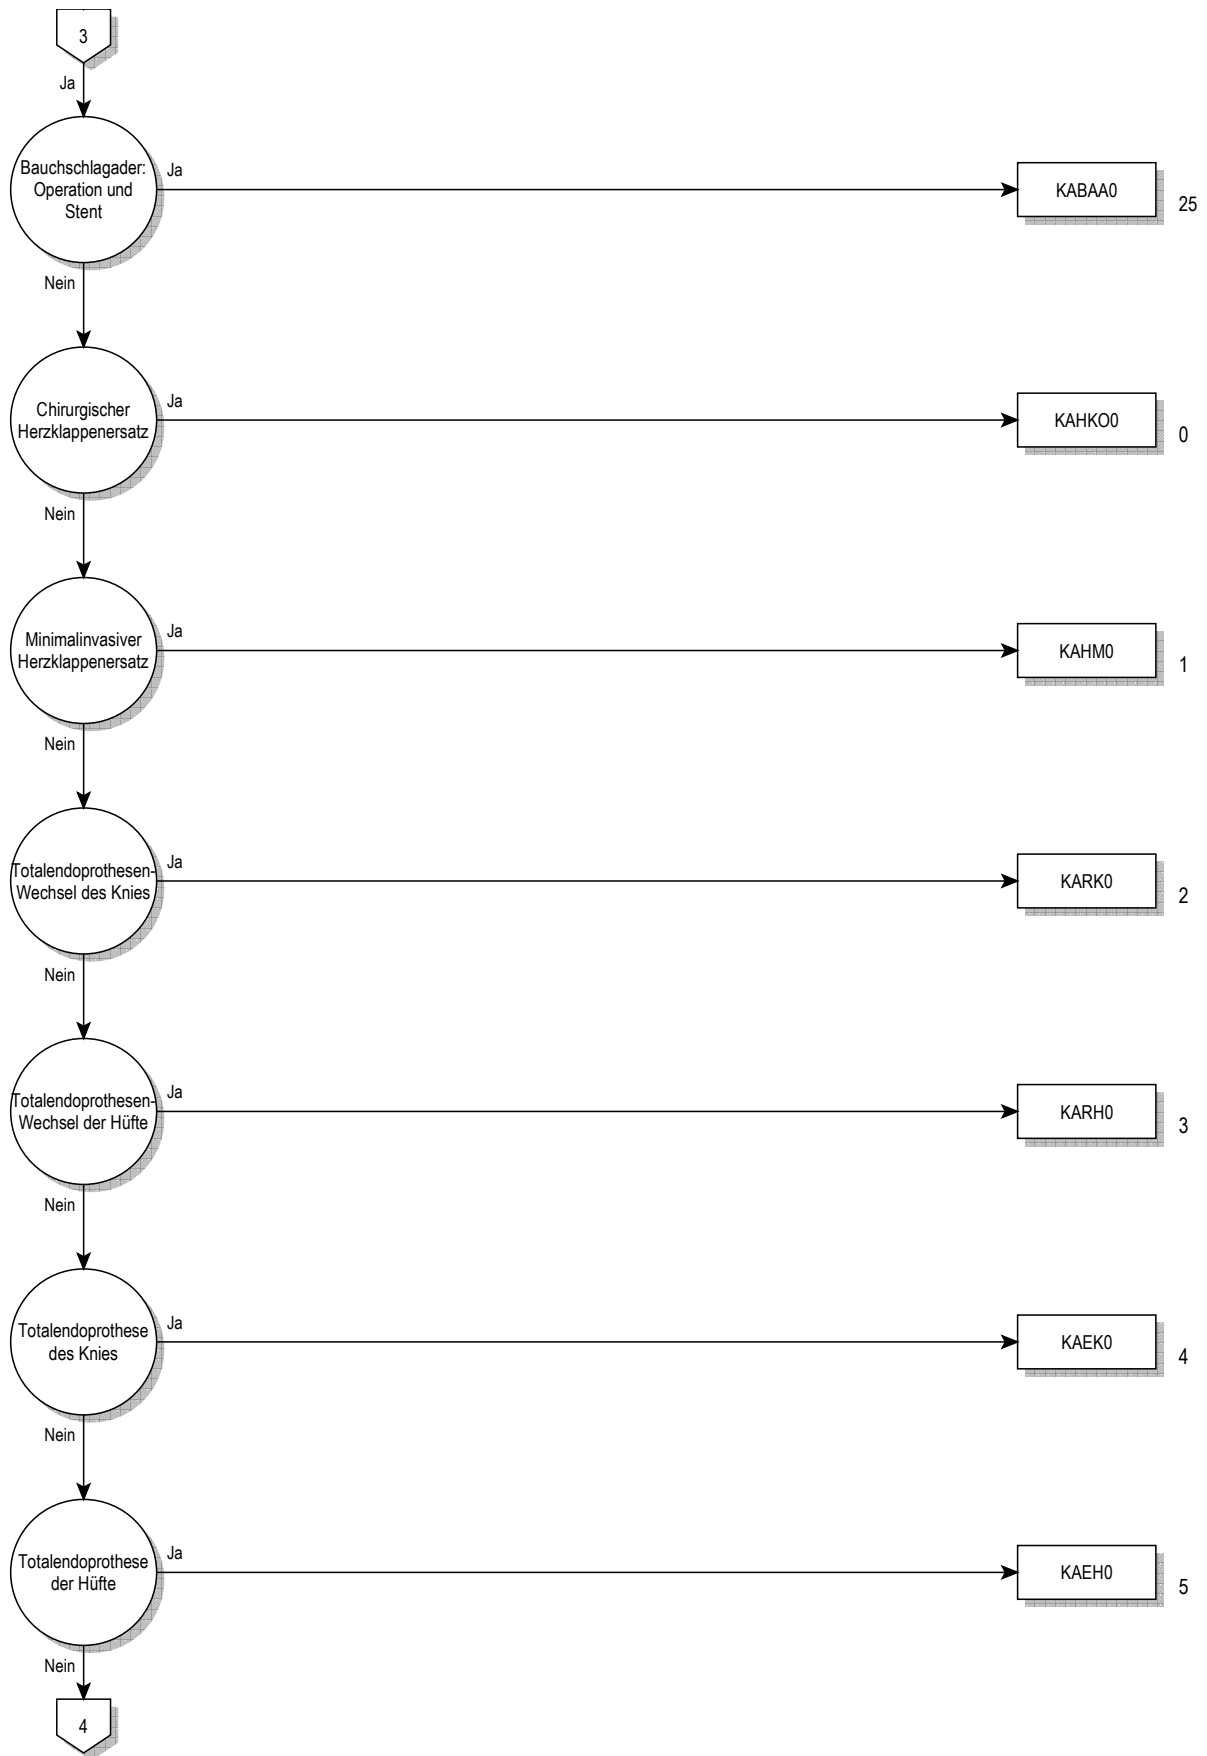 3
Ja
Bauchschlagader:
Operation und
Stent
Ja
KABAA0
25
Nein
Chirurgischer
Herzklappenersatz
Ja
KAHKO0
0
Nein
Minimalinvasiver
Herzklappenersatz
Ja
KAHM0
1
Nein
Totalendoprothesen-
Wechsel des Knies
Ja
KARK0
2
Nein
Totalendoprothesen-
Wechsel der Hüfte
Ja
KARH0
3
Nein
Totalendoprothese
des Knies
Ja
KAEK0
4
Nein
Totalendoprothese
der Hüfte
Ja
KAEH0
5
Nein
4